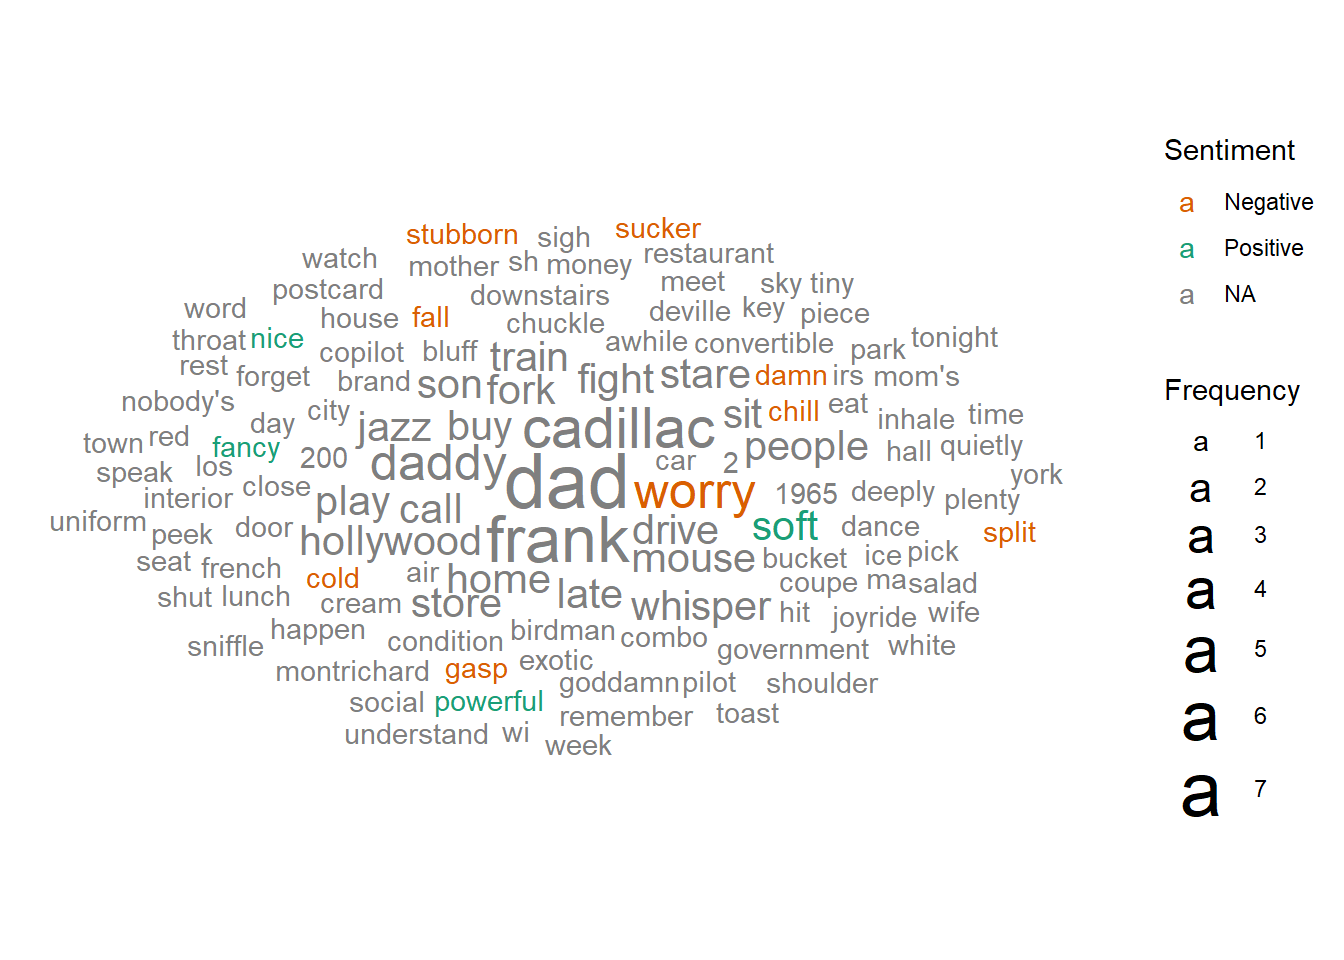 stubborn sigh sucker
watch mother sh money restaurant
postcard downstairs meet sky tiny
word house fall chuckle deville key piece
throat nice copilot bluff train awhile convertible park tonight
rest forget brand son fork fight stare damn irs mom's
nobody's day city jazz buy cadillac sit chill eat inhale time
town red fancy 200 daddy dad car 2 people hall quietly
speak los close play call worry 1965 deeply plenty york
interior
uniform peek door hollywood frank drive soft dance split
seat french cold air home mouse bucket ice pick
shut lunch cream store late whisper coupe ma salad
sniffle happen condition birdman combo hit joyride wife
montrichard gasp exotic government white
social powerful goddamn pilot shoulder
understand wi remember toast
week
Sentiment
a Negative
a Positive
a NA
Frequency
a 1
a 2
a 3
a 4
a 5
a 6
a 7